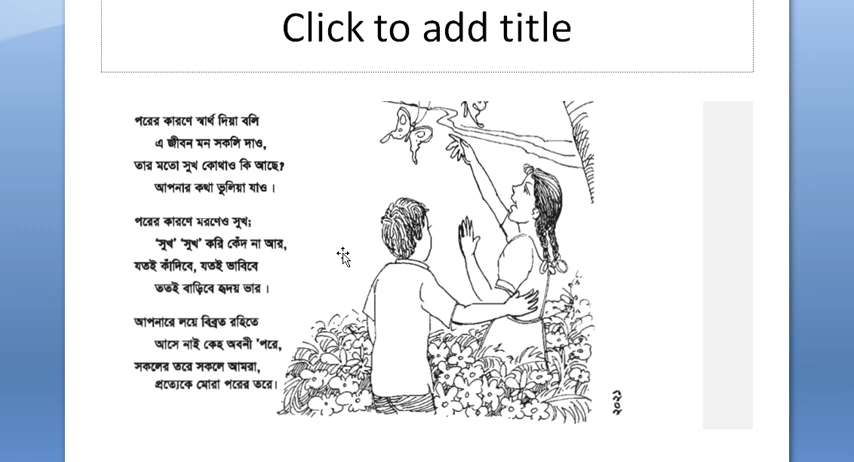 Click to add title
পরের কারণে স্বার্থ দিয়া বলি
এ জীবন মন সকলি দাও,
তার মতো সুখ কোথাও কি আছে?
আপনার কথা ভুলিয়া যাও।
পরের কারণে মরণেও সুখ;
‘সুখ’ ‘সুখ’ করি কেঁদ না আর,
যতই কাঁদিবে, যতই ভাবিবে
ততই বাড়িবে হৃদয় ভার।
আপনারে লয়ে বিব্রত রহিতে
আসে নাই কেহ অবনী 'পরে,
সকলের তরে সকলে আমরা,
প্রত্যেকে মোরা পরের তরে।
২০২১